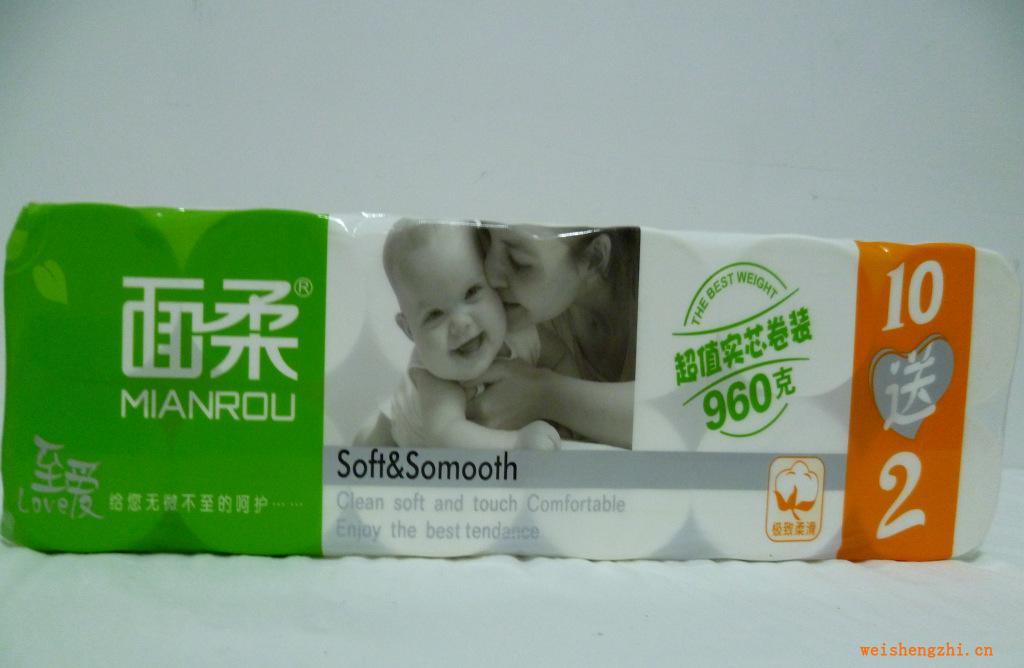 面柔®
MIANROU
至爱
Love
给您无微不至的呵护……
Soft&Somooth
Clean soft and touch Comfortable
Enjoy the best tendance
THE BEST WEIGHT
超值实芯卷装
960克
极致柔滑
10
送
2
weishengzhi.cn